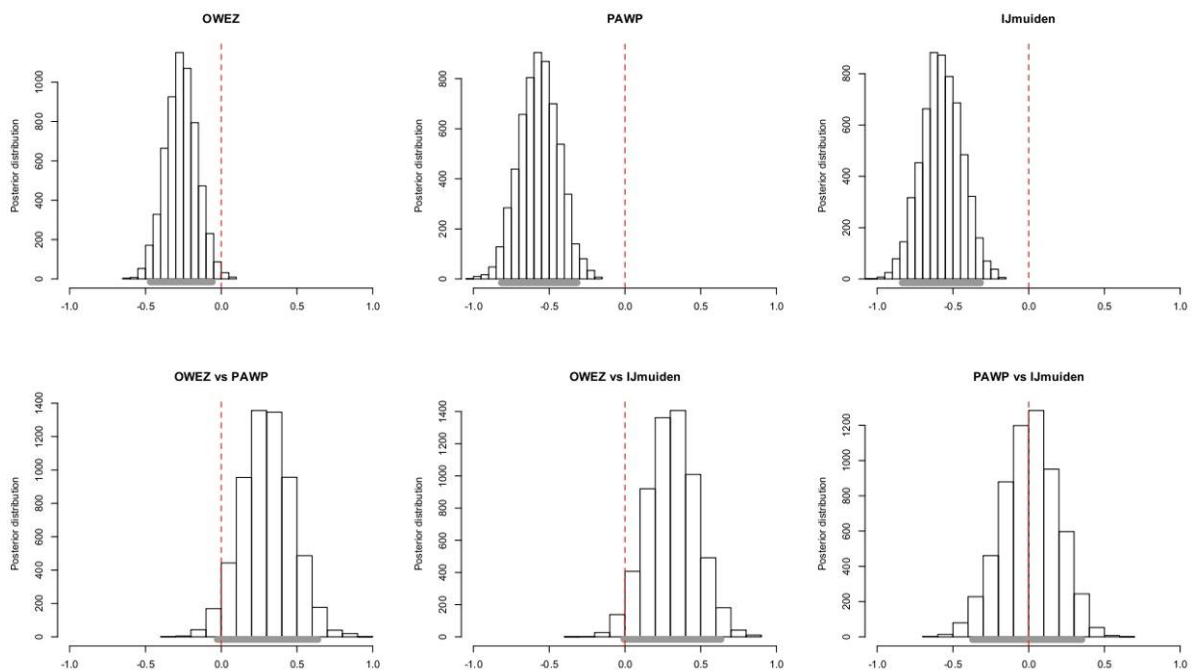 OWEZ
PAWP
IJmuiden
Posterior distribution
0 200 400 600 800 1000
-1.0 -0.5 0.0 0.5 1.0
Posterior distribution
0 200 400 600 800
-1.0 -0.5 0.0 0.5 1.0
Posterior distribution
0 200 400 600 800
-1.0 -0.5 0.0 0.5 1.0
OWEZ vs PAWP
OWEZ vs IJmuiden
PAWP vs IJmuiden
Posterior distribution
0 200 400 600 800 1000 1200 1400
-1.0 -0.5 0.0 0.5 1.0
Posterior distribution
0 200 400 600 800 1000 1200 1400
-1.0 -0.5 0.0 0.5 1.0
Posterior distribution
0 200 400 600 800 1000 1200
-1.0 -0.5 0.0 0.5 1.0